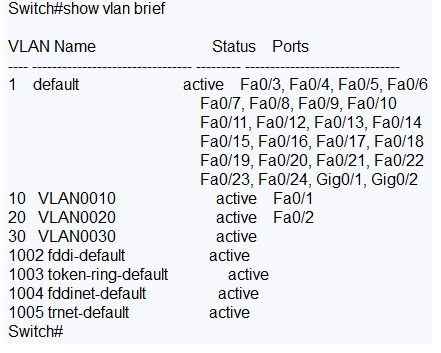 Switch#show vlan brief
VLAN Name Status Ports
---- -------------------------------- --------- -------------------------------
1 default active Fa0/3, Fa0/4, Fa0/5, Fa0/6
Fa0/7, Fa0/8, Fa0/9, Fa0/10
Fa0/11, Fa0/12, Fa0/13, Fa0/14
Fa0/15, Fa0/16, Fa0/17, Fa0/18
Fa0/19, Fa0/20, Fa0/21, Fa0/22
Fa0/23, Fa0/24, Gig0/1, Gig0/2
10 VLAN0010 active Fa0/1
20 VLAN0020 active Fa0/2
30 VLAN0030 active
1002 fddi-default active
1003 token-ring-default active
1004 fddinet-default active
1005 trnet-default active
Switch#